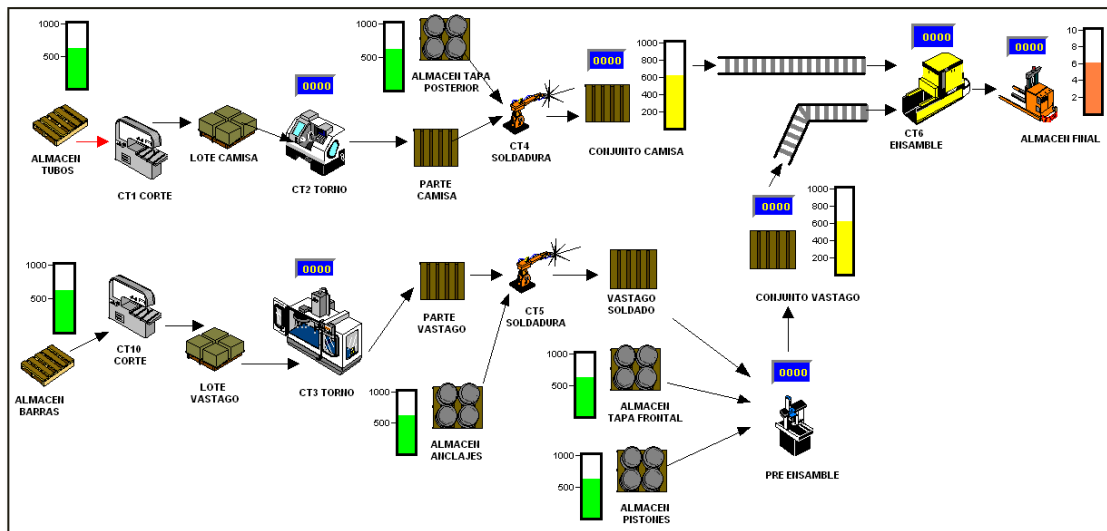 1000
500
ALMACEN
TUBOS
CT1 CORTE
LOTE CAMISA
0000
CT2 TORNO
1000
500
ALMACEN TAPA
POSTERIOR
PARTE
CAMISA
CT4
SOLDADURA
0000
CONJUNTO CAMISA
1000
800
600
400
200
0000
CT6
ENSAMBLE
0000
10
8
6
4
2
ALMACEN FINAL
1000
500
ALMACEN
BARRAS
CT10
CORTE
LOTE
VASTAGO
0000
CT3 TORNO
PARTE
VASTAGO
1000
500
ALMACEN
ANCLAJES
CT5
SOLDADURA
VASTAGO
SOLDADO
1000
500
ALMACEN
TAPA FRONTAL
1000
500
ALMACEN
PISTONES
0000
PRE ENSAMBLE
0000
1000
800
600
400
200
CONJUNTO VASTAGO